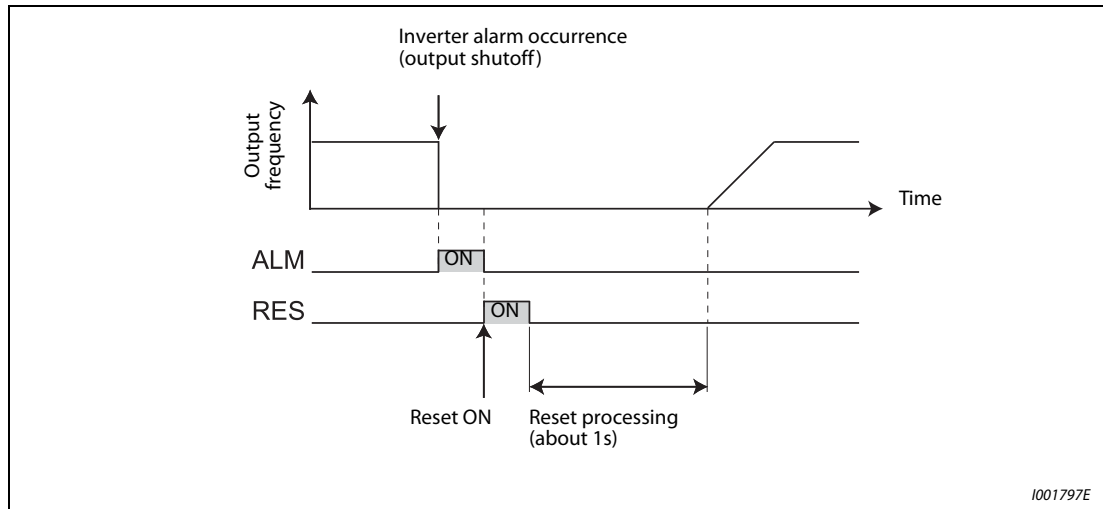 Inverter alarm occurrence
(output shutoff)
Output
frequency
Time
ALM
ON
RES
ON
Reset ON
Reset processing
(about 1s)
I001797E